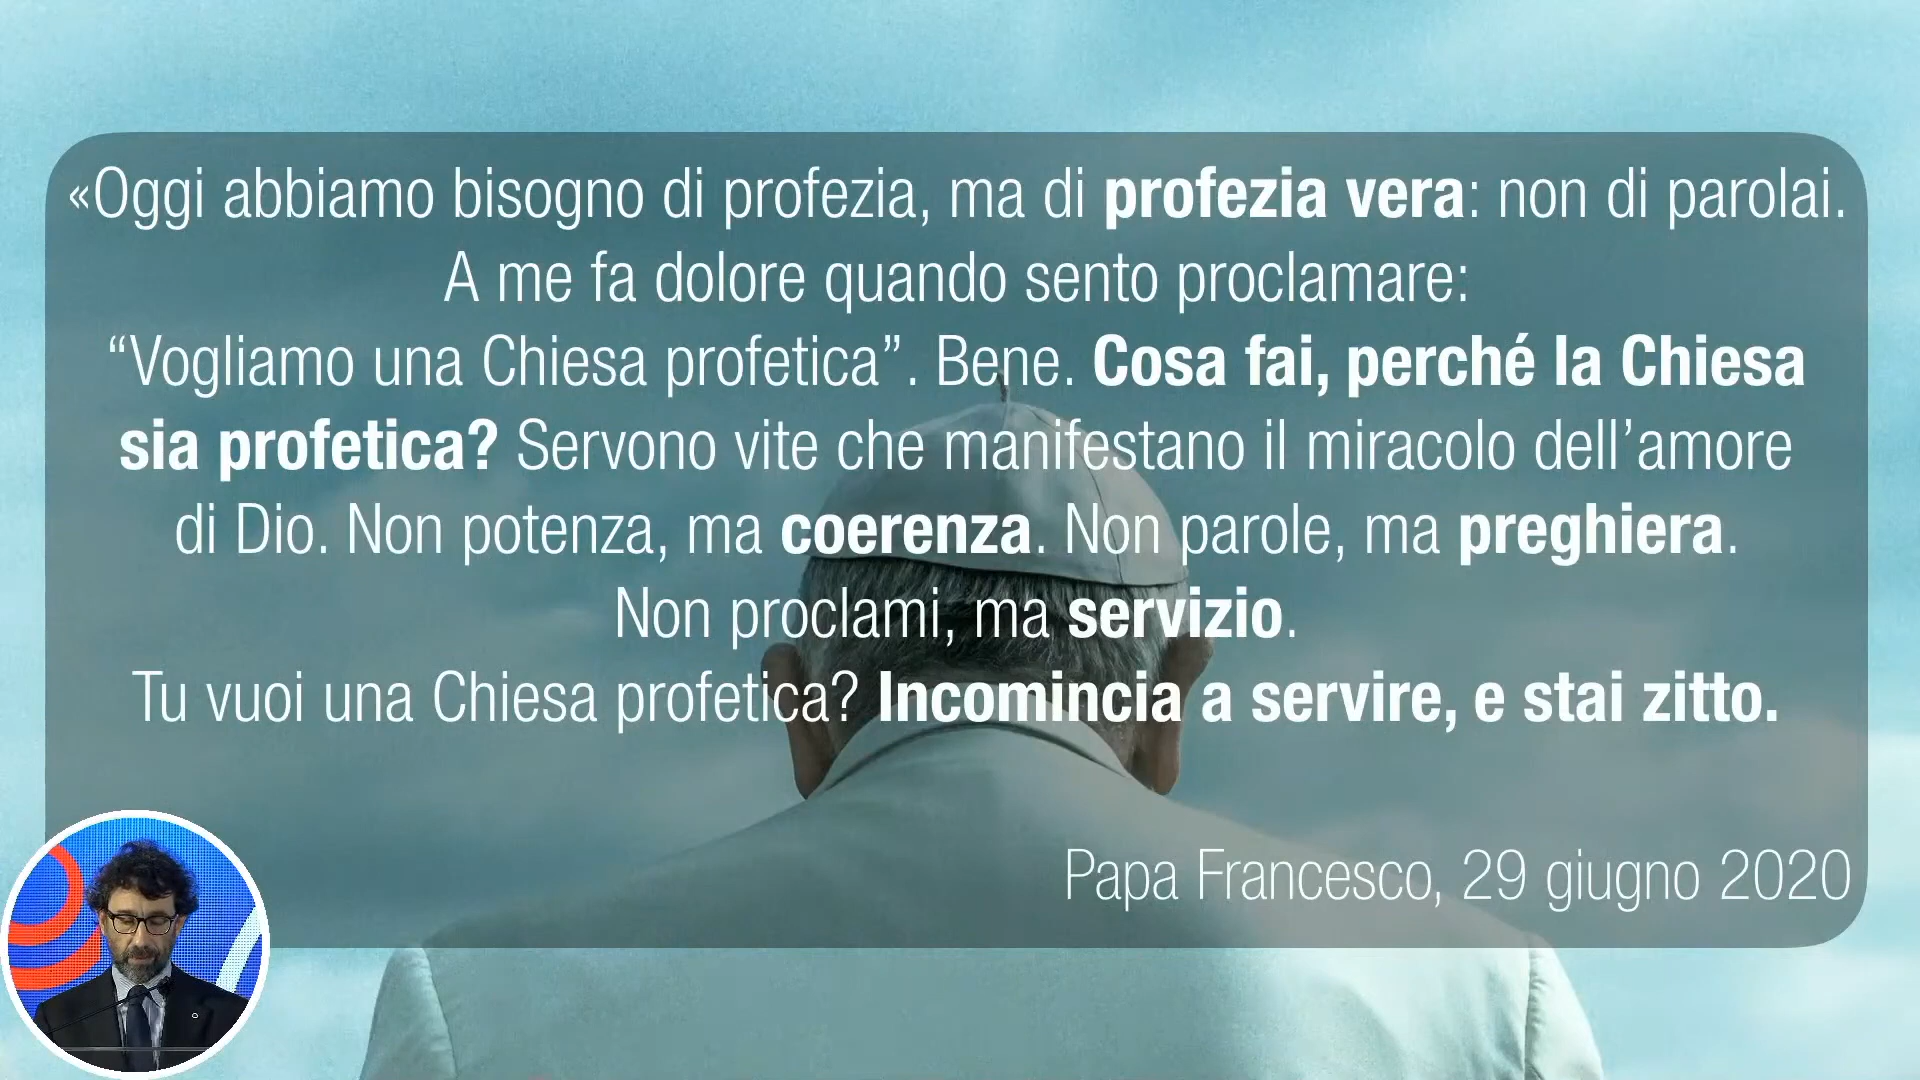 «Oggi abbiamo bisogno di profezia, ma di profezia vera: non di parolai.
A me fa dolore quando sento proclamare:
“Vogliamo una Chiesa profetica”. Bene. Cosa fai, perché la Chiesa
sia profetica? Servono vite che manifestano il miracolo dell’amore
di Dio. Non potenza, ma coerenza. Non parole, ma preghiera.
Non proclami, ma servizio.
Tu vuoi una Chiesa profetica? Incomincia a servire, e stai zitto.
Papa Francesco, 29 giugno 2020